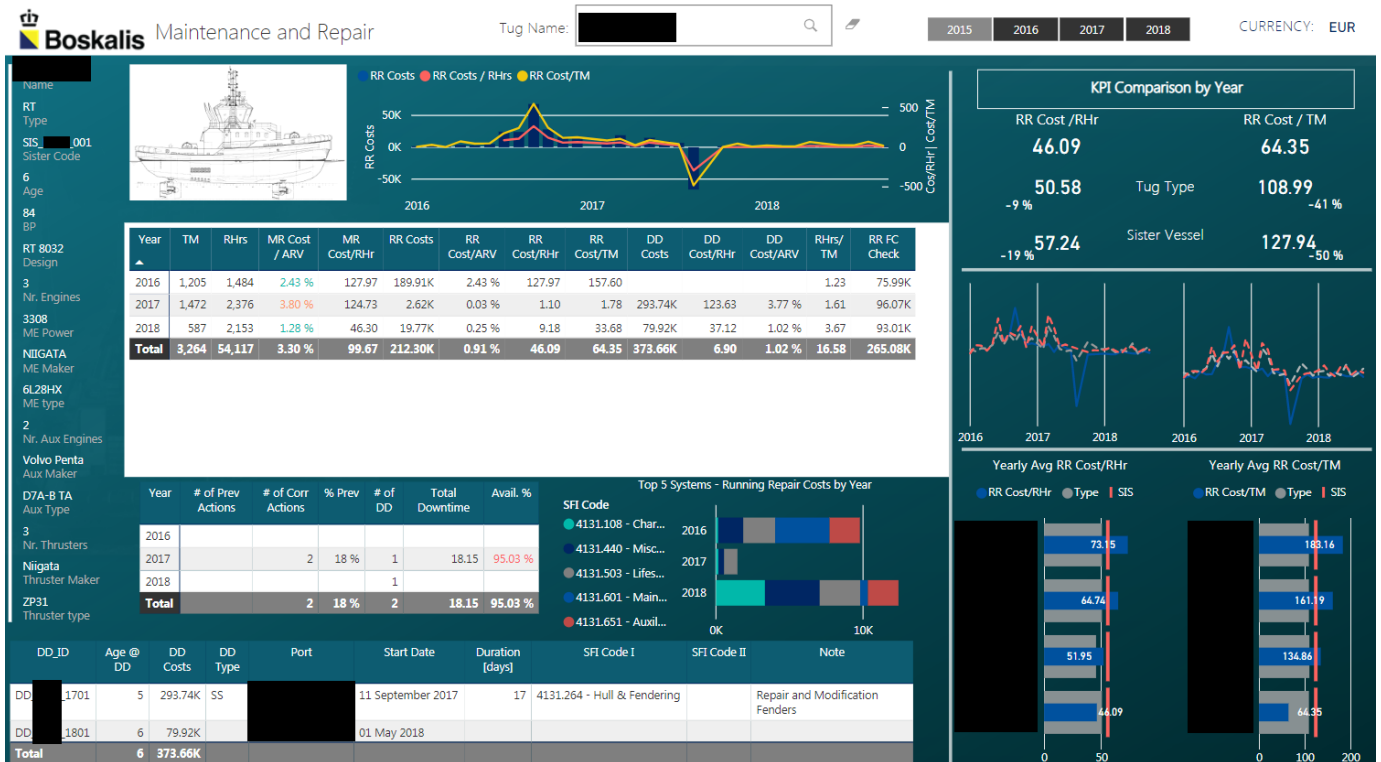 Boskalis Maintenance and Repair
Tug Name:
2015 2016 2017 2018
CURRENCY: EUR
Name
RT
Type
SIS_ _001
Sister Code
6
Age
84
BP
RT 8032
Design
3
Nr. Engines
3308
ME Power
NIIGATA
ME Maker
6L28HX
ME type
2
Nr. Aux Engines
Volvo Penta
Aux Maker
D7A-B TA
Aux Type
3
Nr. Thrusters
Niigata
Thruster Maker
ZP31
Thruster type
RR Costs RR Costs / RHrs RR Cost/TM
RR Costs
50K
0K
-50K
500
0
-500
Cos/RHr | Cost/TM
2016 2017 2018
Year TM RHrs MR Cost / ARV MR Cost/RHr RR Costs RR Cost/ARV RR Cost/RHr RR Cost/TM DD Costs DD Cost/RHr DD Cost/ARV RHrs/ TM RR FC Check
2016 1,205 1,484 2.43 % 127.97 189.91K 2.43 % 127.97 157.60 1.23 75.99K
2017 1,472 2,376 3.80 % 124.73 2.62K 0.03 % 1.10 1.78 293.74K 123.63 3.77 % 1.61 96.07K
2018 587 2,153 1.28 % 46.30 19.77K 0.25 % 9.18 33.68 79.92K 37.12 1.02 % 3.67 93.01K
Total 3,264 54,117 3.30 % 99.67 212.30K 0.91 % 46.09 64.35 373.66K 6.90 1.02 % 16.58 265.08K
Year # of Prev Actions # of Corr Actions % Prev # of DD Total Downtime Avail. %
2016
2017 2 18 % 1 18.15 95.03 %
2018 1
Total 2 18 % 2 18.15 95.03 %
Top 5 Systems - Running Repair Costs by Year
SFI Code
4131.108 - Char...
4131.440 - Misc...
4131.503 - Lifes...
4131.601 - Main...
4131.651 - Auxil...
2016
2017
2018
0K 10K
DD_ID Age @ DD DD Costs DD Type Port Start Date Duration [days] SFI Code I SFI Code II Note
DD_ _1701 5 293.74K SS 11 September 2017 17 4131.264 - Hull & Fendering Repair and Modification Fenders
DD_ _1801 6 79.92K 01 May 2018
Total 6 373.66K
KPI Comparison by Year
RR Cost /RHr RR Cost / TM
46.09 64.35
50.58 Tug Type 108.99
-9 % -41 %
57.24 Sister Vessel 127.94
-19 % -50 %
2016 2017 2018
2016 2017 2018
Yearly Avg RR Cost/RHr
RR Cost/RHr Type SIS
73.15
64.74
51.95
46.09
0 50
Yearly Avg RR Cost/TM
RR Cost/TM Type SIS
183.16
161.19
134.86
64.35
0 100 200